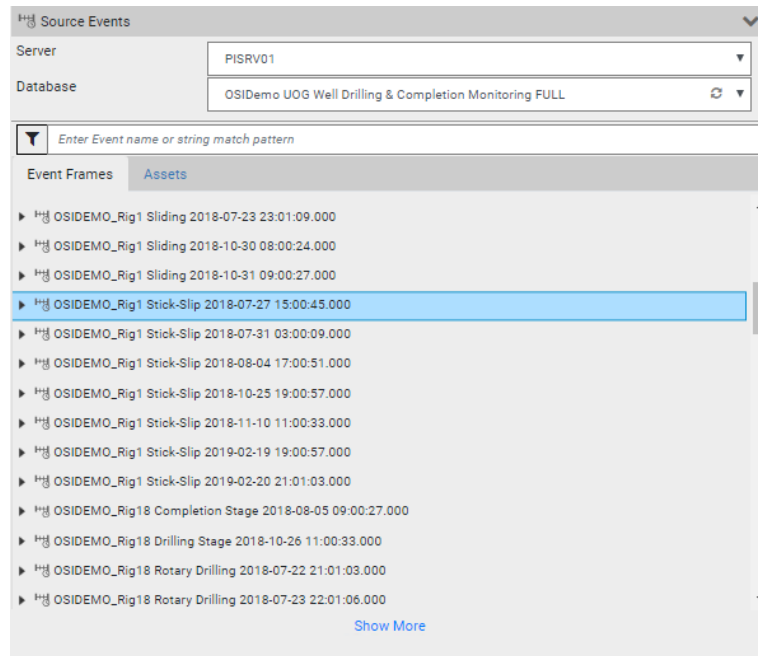 Source Events
Server
PISRV01
Database
OSIDemo UOG Well Drilling & Completion Monitoring FULL
Enter Event name or string match pattern
Event Frames Assets
OSIDEMO_Rig1 Sliding 2018-07-23 23:01:09.000
OSIDEMO_Rig1 Sliding 2018-10-30 08:00:24.000
OSIDEMO_Rig1 Sliding 2018-10-31 09:00:27.000
OSIDEMO_Rig1 Stick-Slip 2018-07-27 15:00:45.000
OSIDEMO_Rig1 Stick-Slip 2018-07-31 03:00:09.000
OSIDEMO_Rig1 Stick-Slip 2018-08-04 17:00:51.000
OSIDEMO_Rig1 Stick-Slip 2018-10-25 19:00:57.000
OSIDEMO_Rig1 Stick-Slip 2018-11-10 11:00:33.000
OSIDEMO_Rig1 Stick-Slip 2019-02-19 19:00:57.000
OSIDEMO_Rig1 Stick-Slip 2019-02-20 21:01:03.000
OSIDEMO_Rig18 Completion Stage 2018-08-05 09:00:27.000
OSIDEMO_Rig18 Drilling Stage 2018-10-26 11:00:33.000
OSIDEMO_Rig18 Rotary Drilling 2018-07-22 21:01:03.000
OSIDEMO_Rig18 Rotary Drilling 2018-07-23 22:01:06.000
Show More